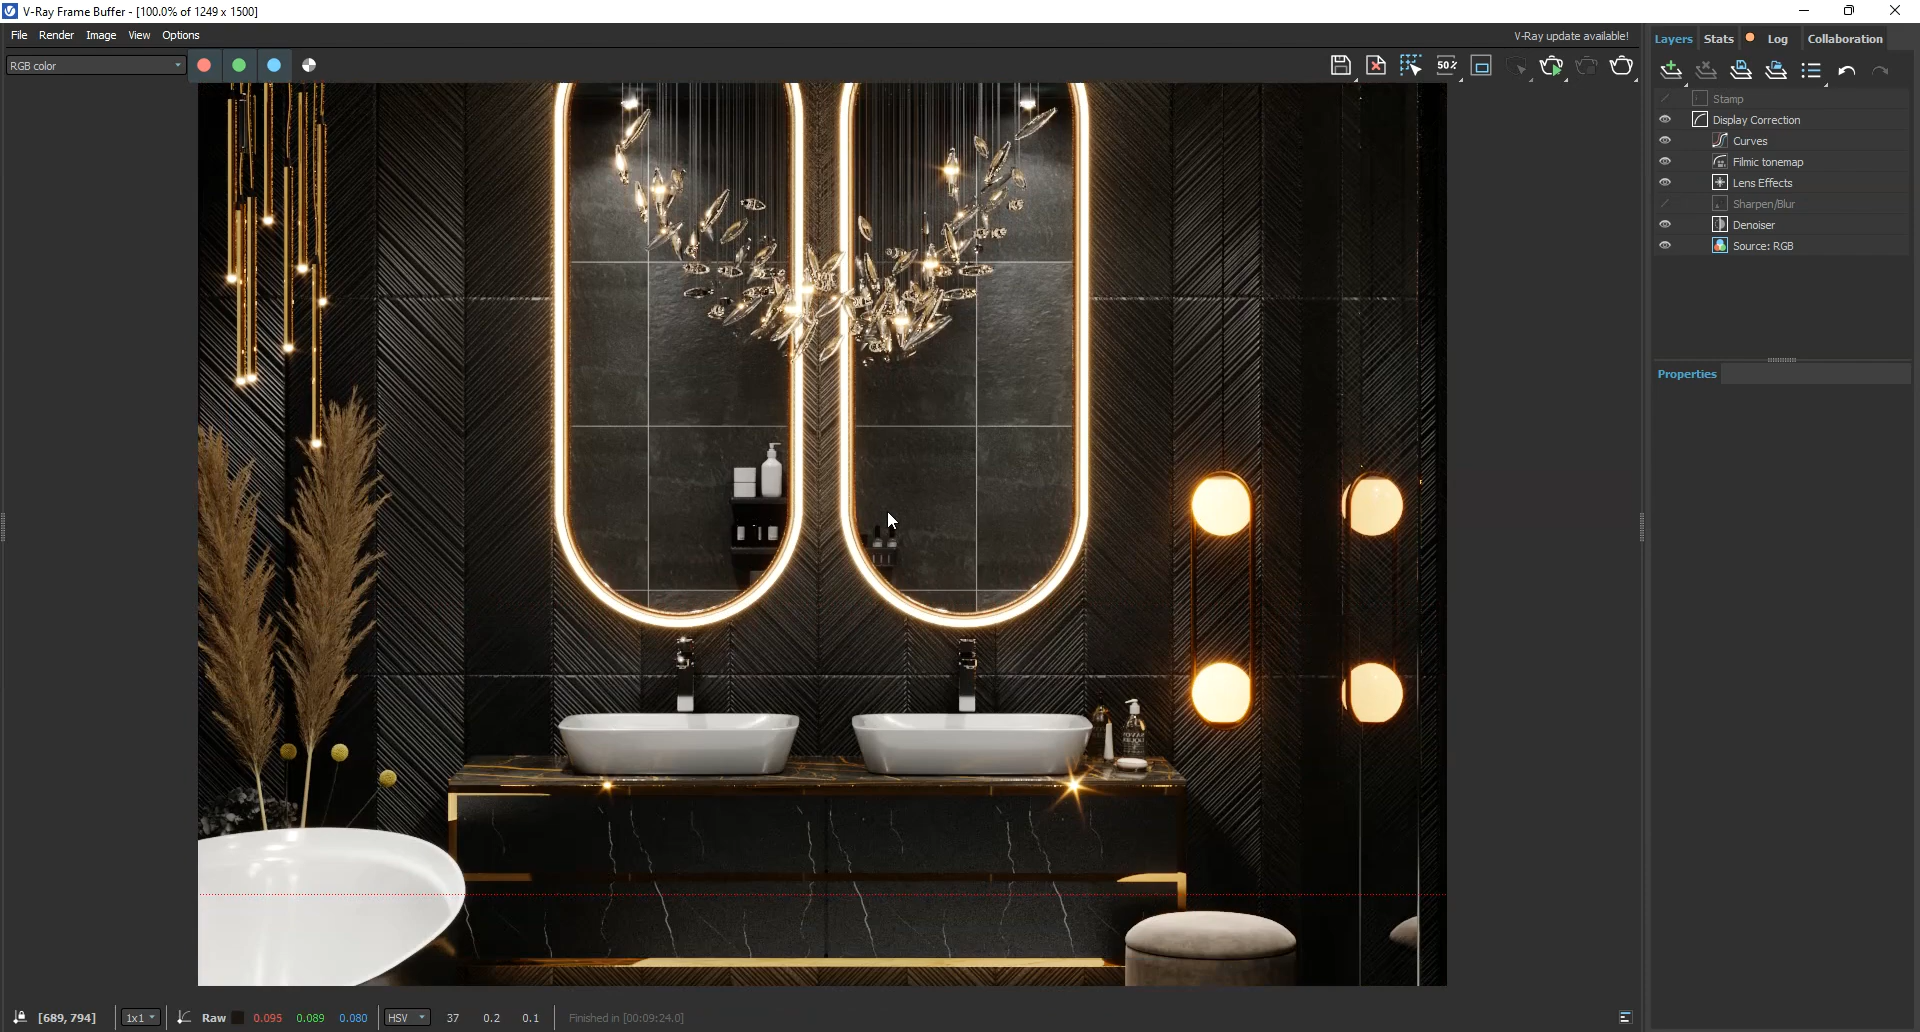 V-Ray Frame Buffer - [100.0% of 1249 x 1500]
File Render Image View Options
V-Ray update available!
Layers Stats Log Collaboration
RGB color
50%
Stamp
Display Correction
Curves
Filmic tonemap
Lens Effects
Sharpen/Blur
Denoiser
Source: RGB
Properties
[689, 794] 1x1 Raw 0.095 0.089 0.080 HSV 37 0.2 0.1 Finished in [00:09:24.0]